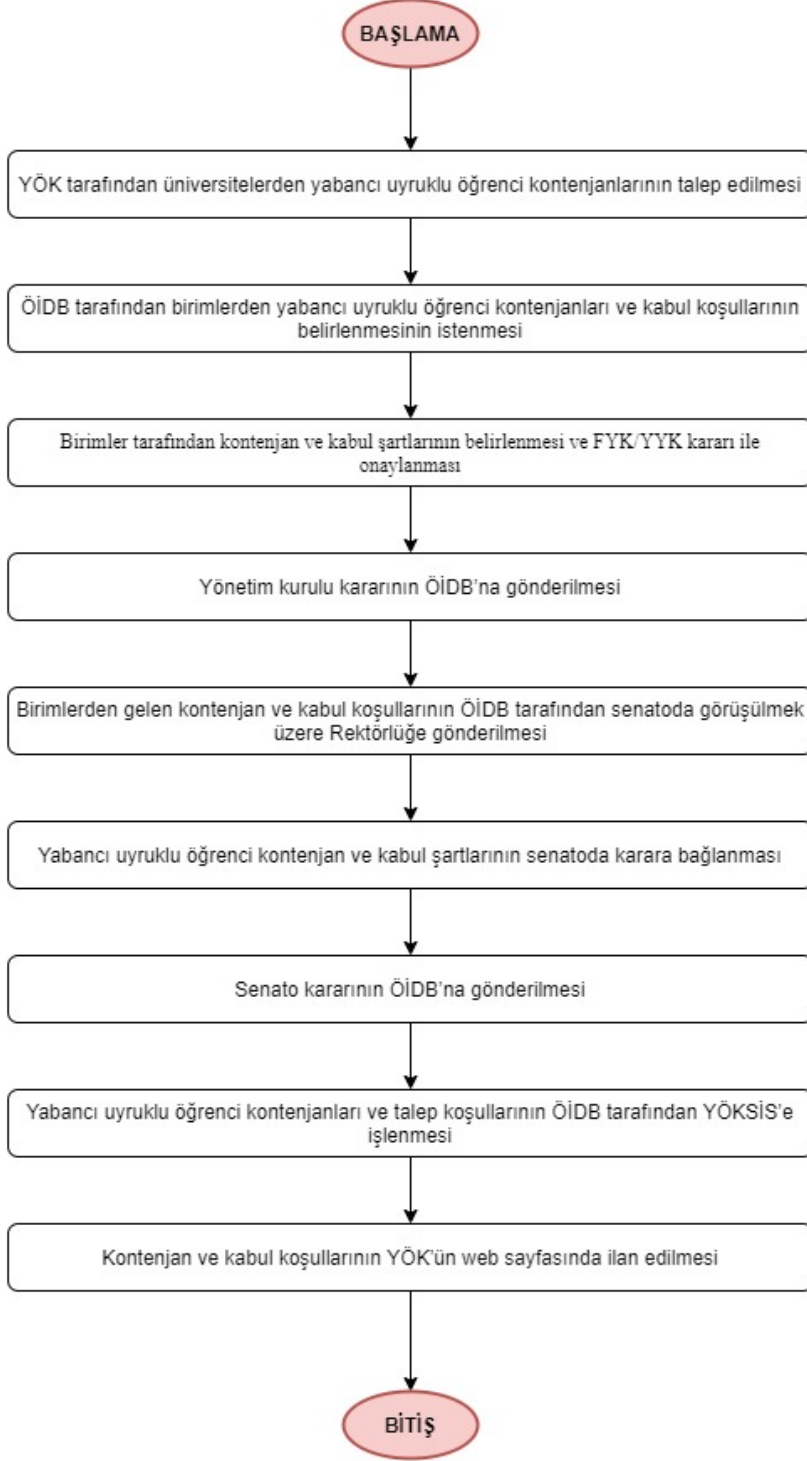 BAŞLAMA
YÖK tarafından üniversitelerden yabancı uyruklu öğrenci kontenjanlarının talep edilmesi
ÖİDB tarafından birimlerden yabancı uyruklu öğrenci kontenjanları ve kabul koşullarının
belirlenmesinin istenmesi
Birimler tarafından kontenjan ve kabul şartlarının belirlenmesi ve FYK/YYK kararı ile
onaylanması
Yönetim kurulu kararının ÖİDB'na gönderilmesi
Birimlerden gelen kontenjan ve kabul koşullarının ÖİDB tarafından senatoda görüşülmek
üzere Rektörlüğe gönderilmesi
Yabancı uyruklu öğrenci kontenjan ve kabul şartlarının senatoda karara bağlanması
Senato kararının ÖİDB'na gönderilmesi
Yabancı uyruklu öğrenci kontenjanları ve talep koşullarının ÖİDB tarafından YÖKSİS'e
işlenmesi
Kontenjan ve kabul koşullarının YÖK'ün web sayfasında ilan edilmesi
BİTİŞ